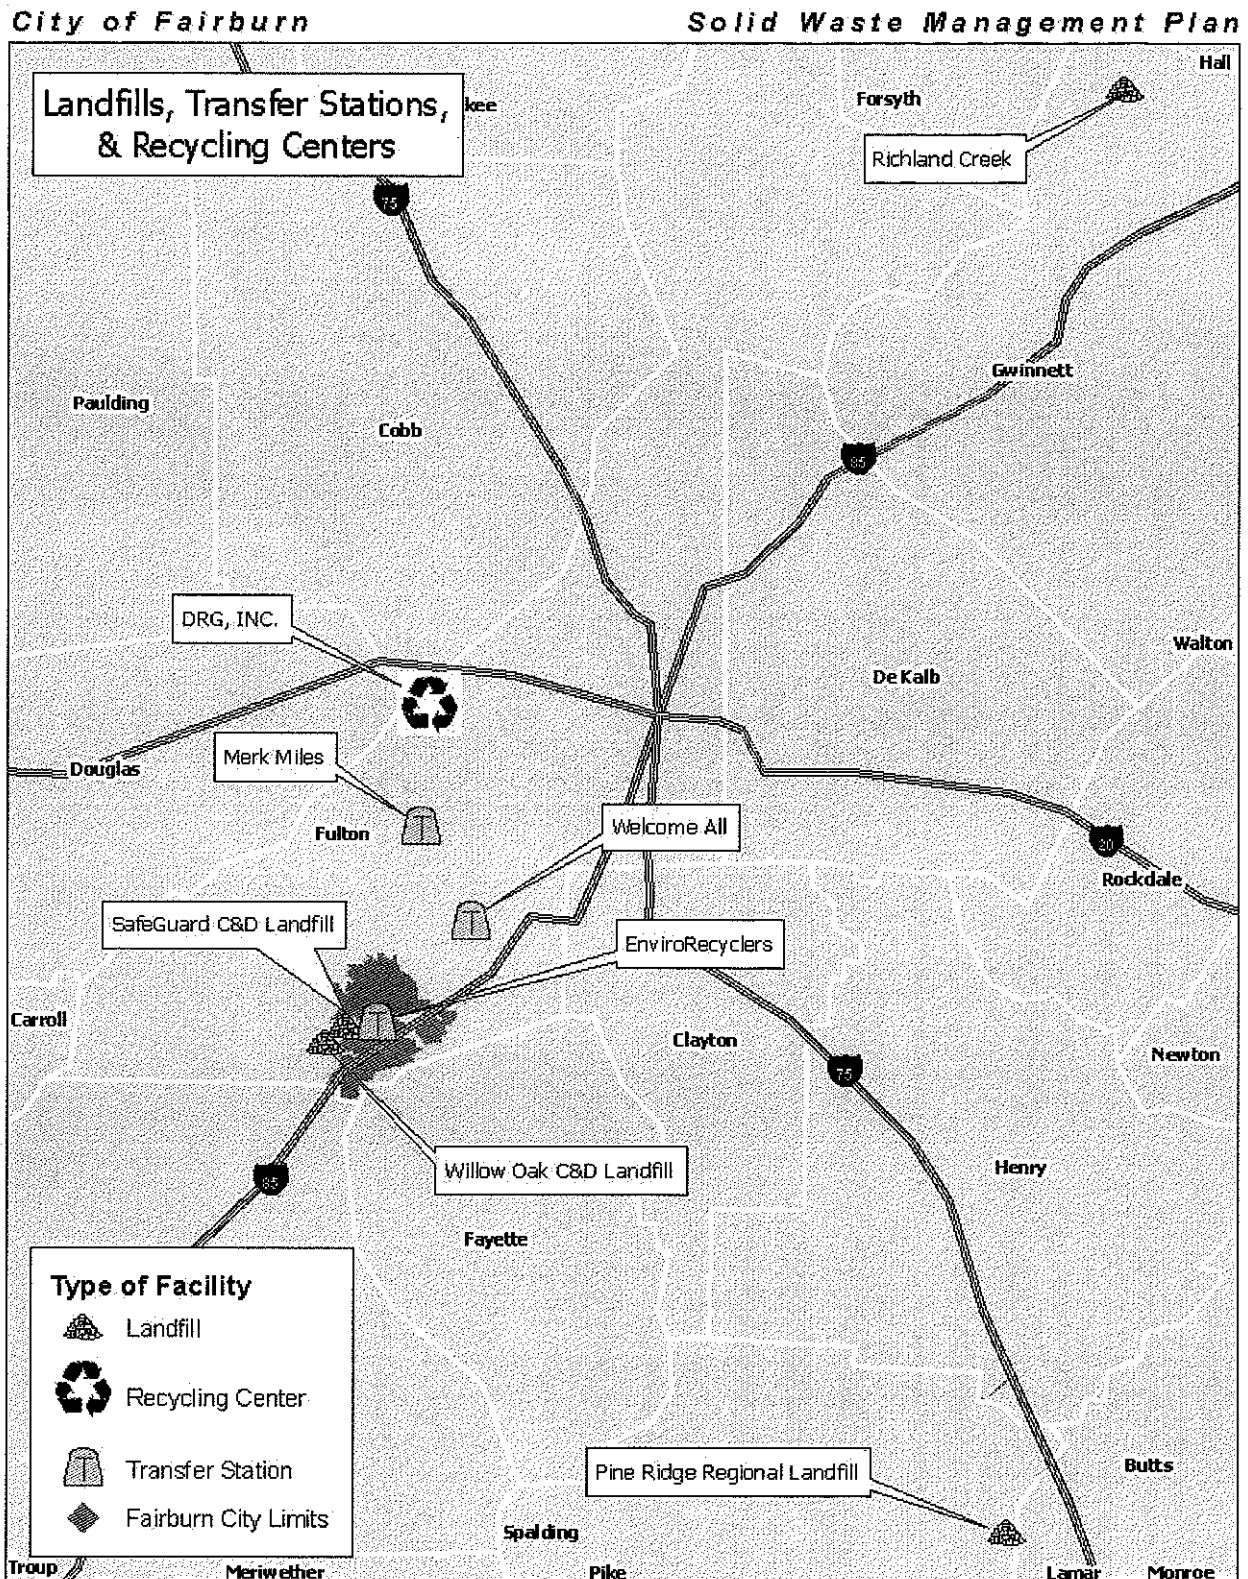 City of Fairburn
Solid Waste Management Plan
Hall
Landfills, Transfer Stations,
& Recycling Centers
kee
Forsyth
Richland Creek
75
Gwinnett
Paulding
Cobb
85
DRG, INC.
Walton
DeKalb
Merk Miles
Douglas
Welcome All
Fulton
20
Rockdale
SafeGuard C&D Landfill
EnviroRecyclers
Carroll
Clayton
Newton
75
Willow Oak C&D Landfill
Henry
85
Fayette
Type of Facility
Landfill
Recycling Center
Transfer Station
Fairburn City Limits
Pine Ridge Regional Landfill
Butts
Spalding
Troup
Meriwether
Pike
Lamar
Monroe